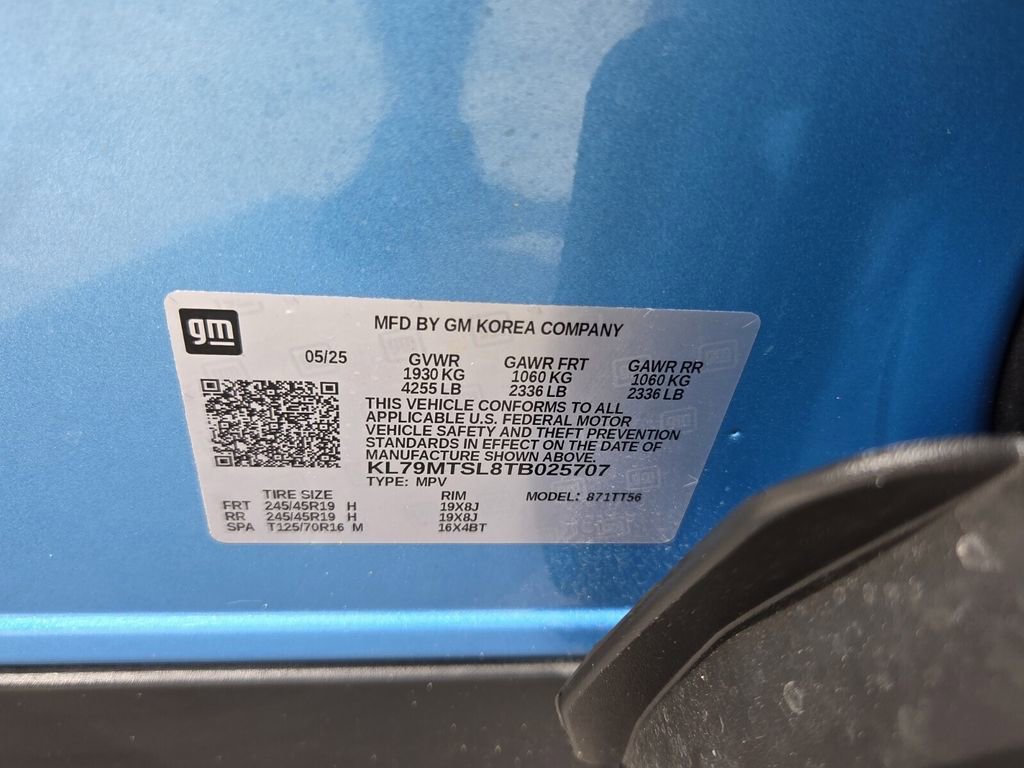 gm
MFD BY GM KOREA COMPANY
05/25 GVWR GAWR FRT GAWR RR
1930 KG 1060 KG 1060 KG
4255 LB 2336 LB 2336 LB
THIS VEHICLE CONFORMS TO ALL
APPLICABLE U.S. FEDERAL MOTOR
VEHICLE SAFETY AND THEFT PREVENTION
STANDARDS IN EFFECT ON THE DATE OF
MANUFACTURE SHOWN ABOVE.
KL79MTSL8TB025707
TYPE: MPV
TIRE SIZE RIM MODEL: 871TT56
FRT 245/45R19 H 19X8J
RR 245/45R19 H 19X8J
SPA T125/70R16 M 16X4BT